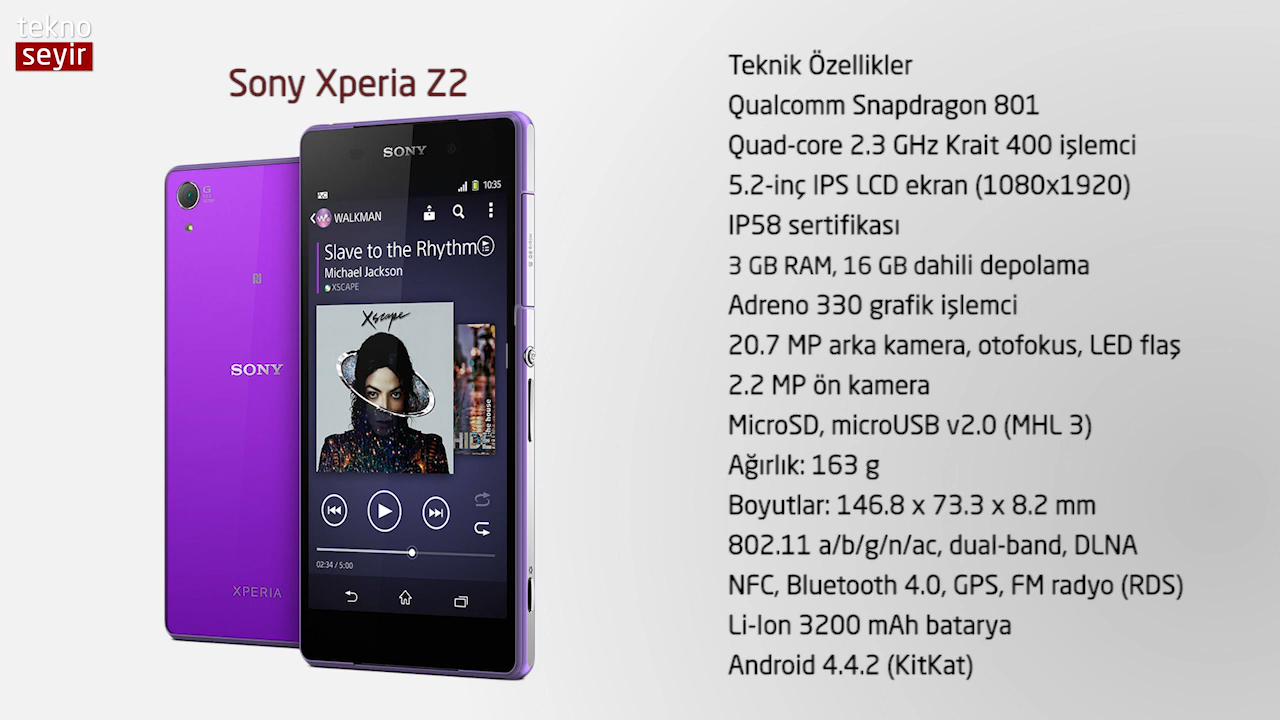 tekno
seyir
Sony Xperia Z2
SONY
10:35
WALKMAN
Slave to the Rhythm
Michael Jackson
XSCAPE
Xscape
HIDE
the house
02:34 / 5:00
SONY
XPERIA
Teknik Özellikler
Qualcomm Snapdragon 801
Quad-core 2.3 GHz Krait 400 işlemci
5.2-inç IPS LCD ekran (1080x1920)
IP58 sertifikası
3 GB RAM, 16 GB dahili depolama
Adreno 330 grafik işlemci
20.7 MP arka kamera, otofokus, LED flaş
2.2 MP ön kamera
MicroSD, microUSB v2.0 (MHL 3)
Ağırlık: 163 g
Boyutlar: 146.8 x 73.3 x 8.2 mm
802.11 a/b/g/n/ac, dual-band, DLNA
NFC, Bluetooth 4.0, GPS, FM radyo (RDS)
Li-Ion 3200 mAh batarya
Android 4.4.2 (KitKat)